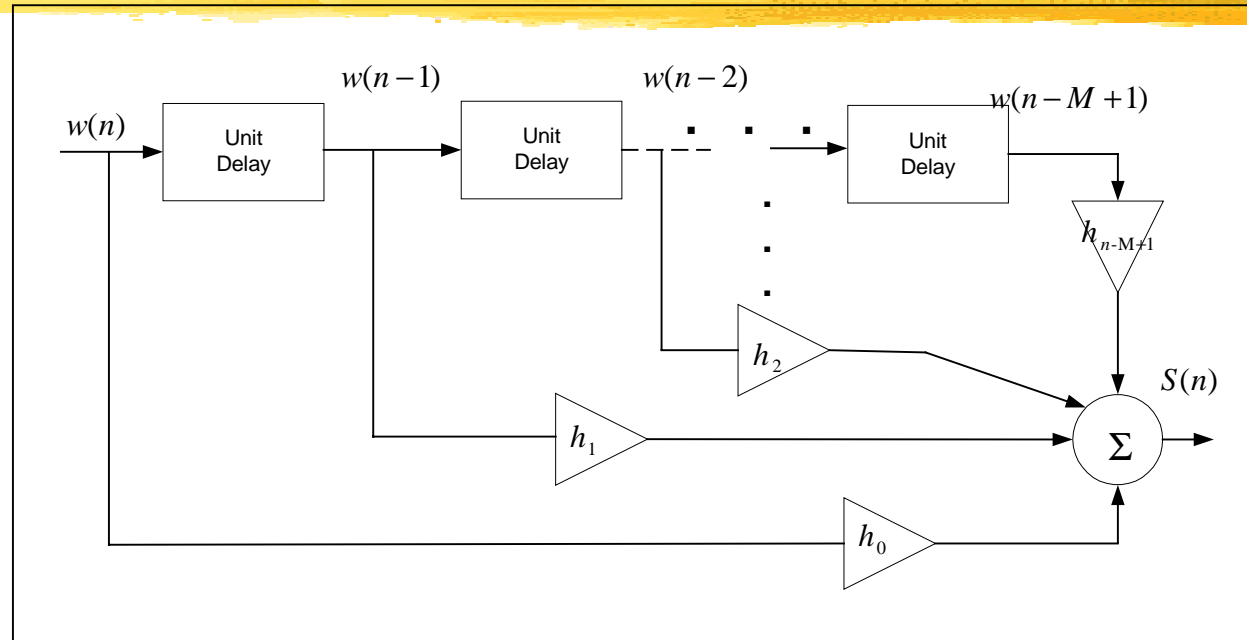 w(n)
Unit
Delay
w(n−1)
Unit
Delay
w(n−2)
. . .
Unit
Delay
w(n−M+1)
h_{n-M+1}
h_2
h_1
h_0
Σ
S(n)